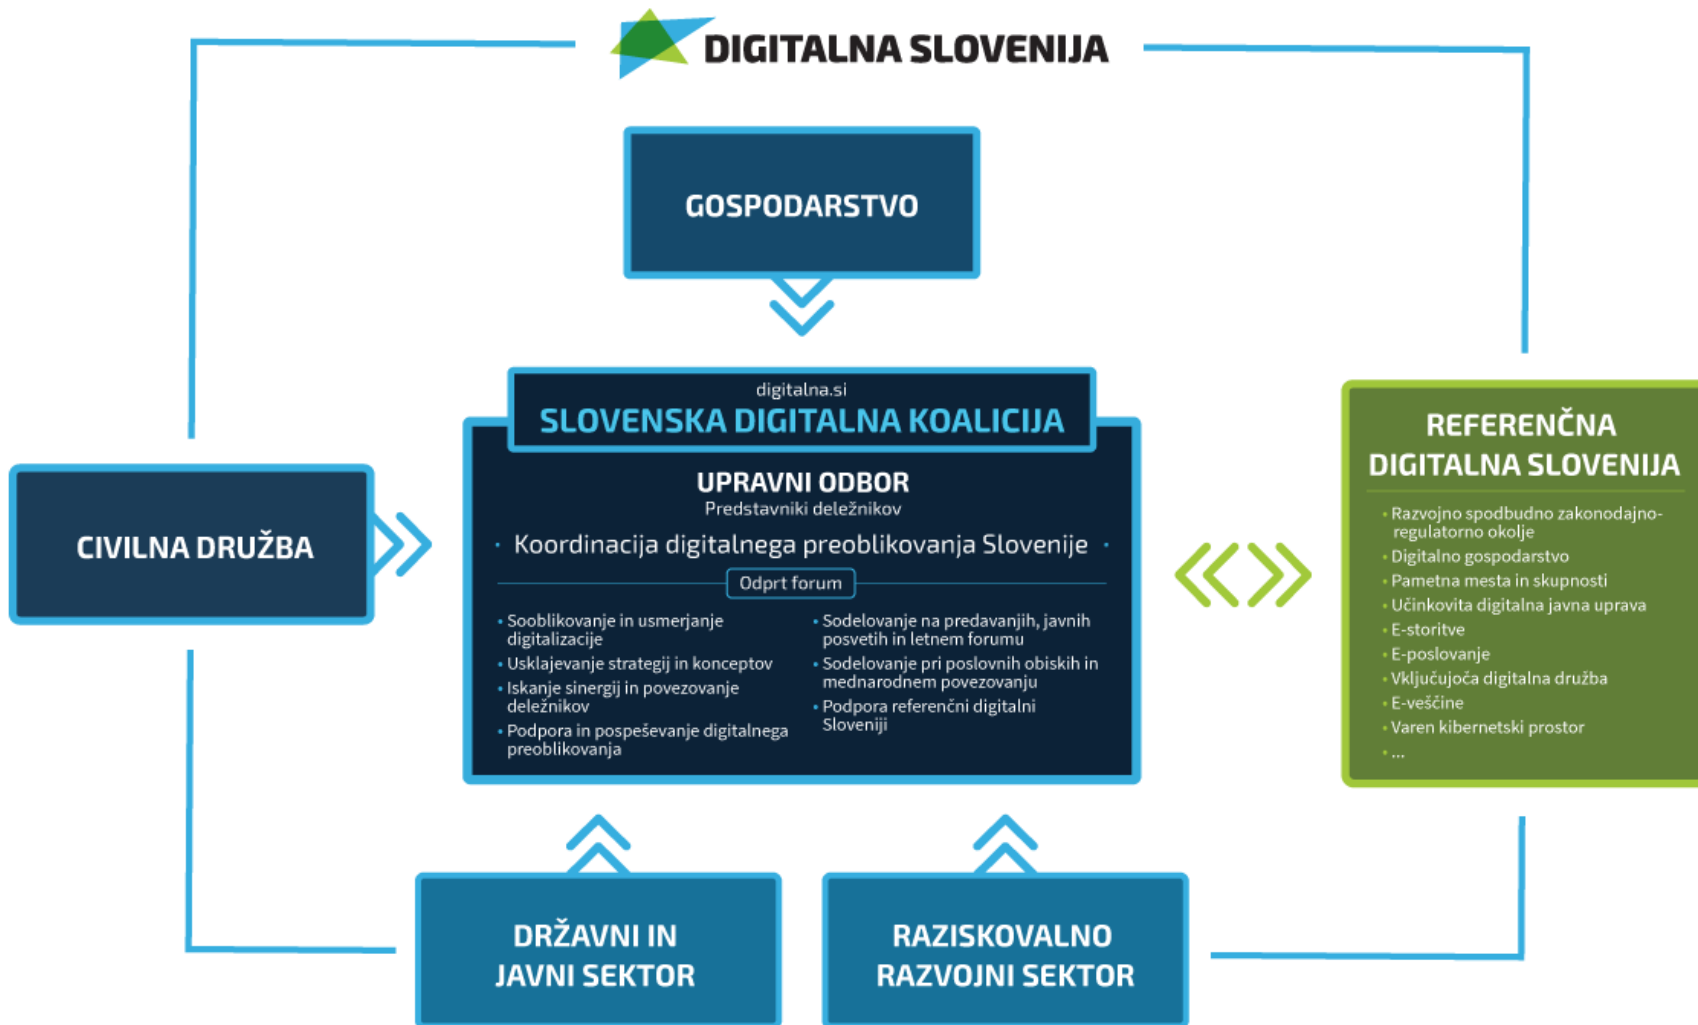 DIGITALNA SLOVENIJA
GOSPODARSTVO
digitalna.si
SLOVENSKA DIGITALNA KOALICIJA
UPRAVNI ODBOR
Predstavniki deležnikov
· Koordinacija digitalnega preoblikovanja Slovenije ·
Odprt forum
• Sooblikovanje in usmerjanje
digitalizacije
• Usklajevanje strategij in konceptov
• Iskanje sinergij in povezovanje
deležnikov
• Podpora in pospeševanje digitalnega
preoblikovanja
• Sodelovanje na predavanjih, javnih
posvetih in letnem forumu
• Sodelovanje pri poslovnih obiskih in
mednarodnem povezovanju
• Podpora referenčni digitalni
Sloveniji
CIVILNA DRUŽBA
REFERENČNA
DIGITALNA SLOVENIJA
• Razvojno spodbudno zakonodajno-
regulatorno okolje
• Digitalno gospodarstvo
• Pametna mesta in skupnosti
• Učinkovita digitalna javna uprava
• E-storitve
• E-poslovanje
• Vključujoča digitalna družba
• E-veščine
• Varen kibernetski prostor
• ...
DRŽAVNI IN
JAVNI SEKTOR
RAZISKOVALNO
RAZVOJNI SEKTOR